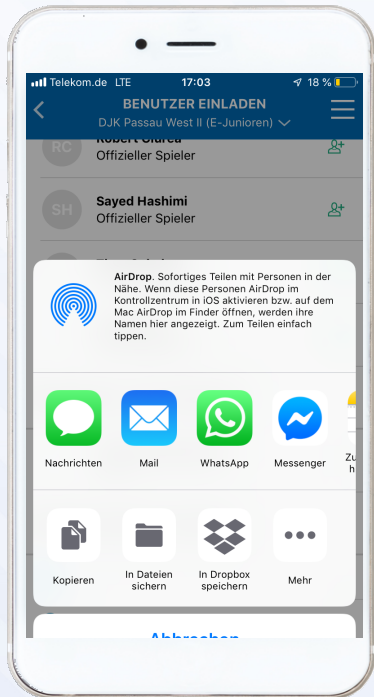 Telekom.de LTE 17:03 18 %
BENUTZER EINLADEN
DJK Passau West II (E-Junioren)
RC
Robert Ciurea
Offizieller Spieler
SH
Sayed Hashimi
Offizieller Spieler
AirDrop. Sofortiges Teilen mit Personen in der
Nähe. Wenn diese Personen AirDrop im
Kontrollzentrum in iOS aktivieren bzw. auf dem
Mac AirDrop im Finder öffnen, werden ihre
Namen hier angezeigt. Zum Teilen einfach
tippen.
Nachrichten
Mail
WhatsApp
Messenger
Zu
h
Kopieren
In Dateien
sichern
In Dropbox
speichern
Mehr
Abbrechen